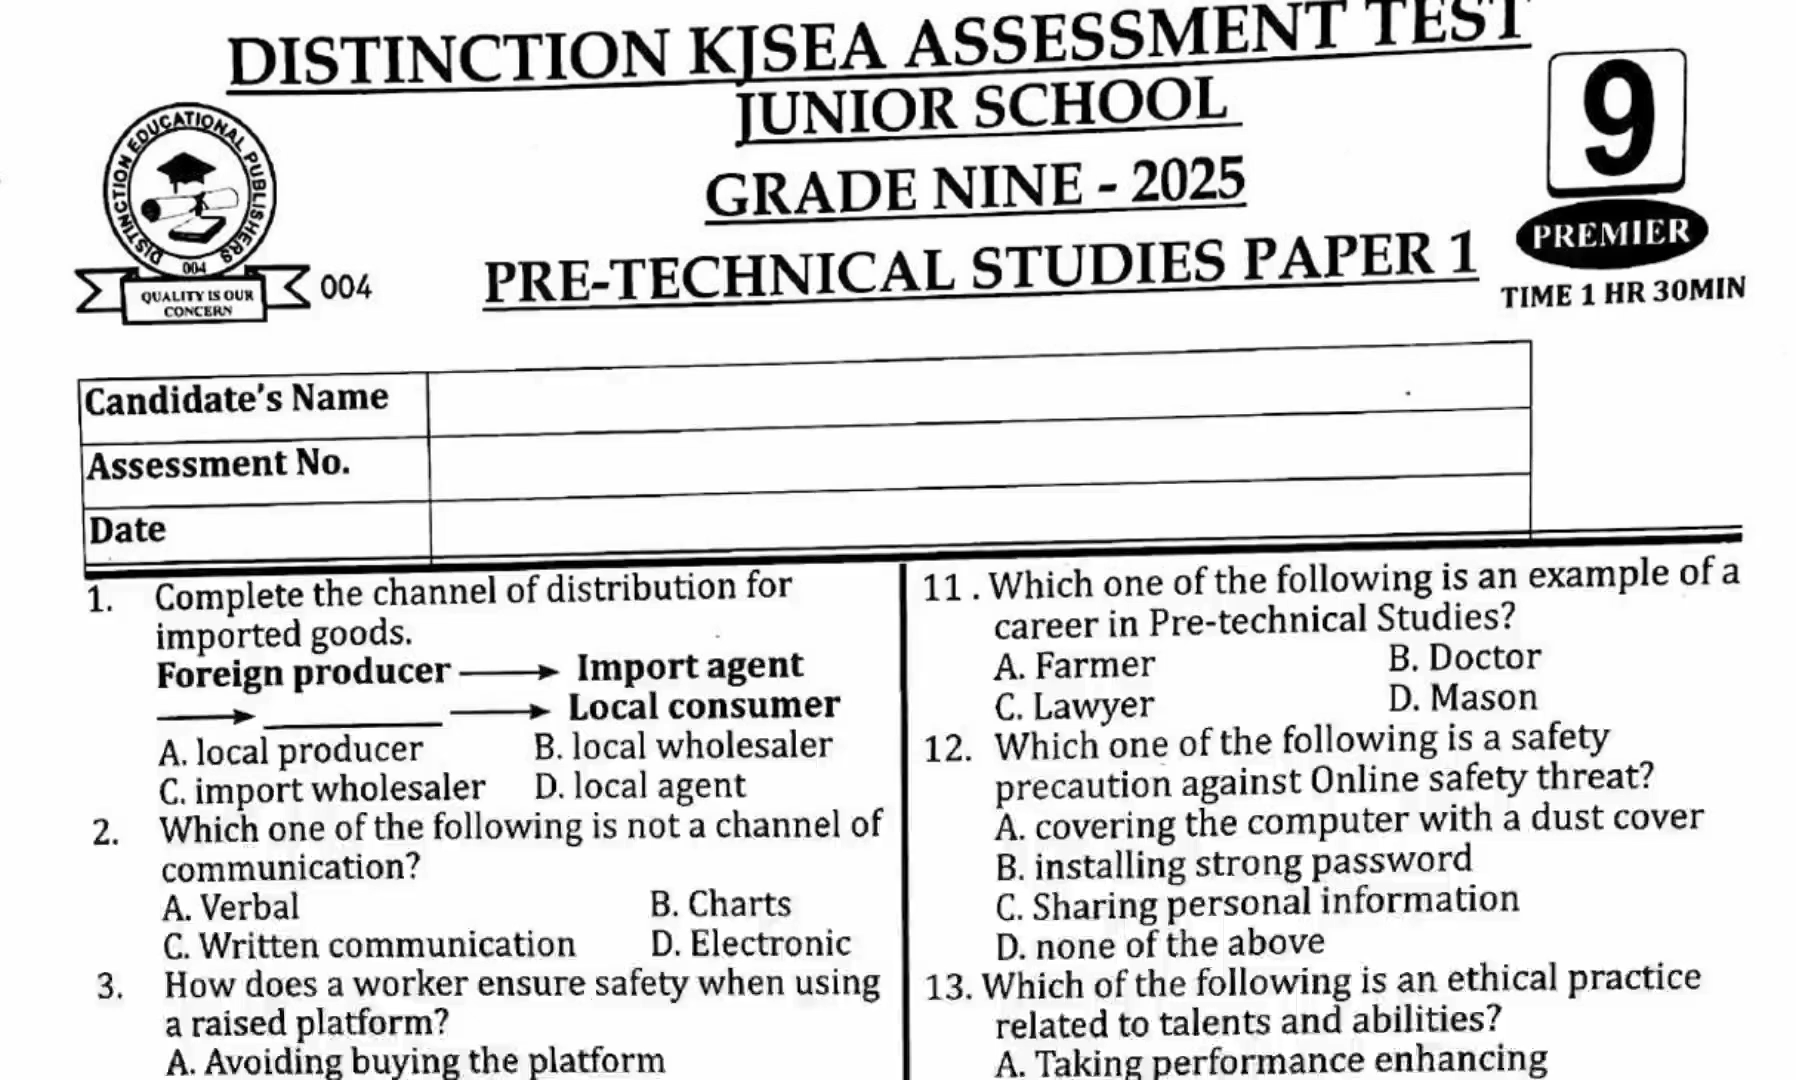 DISTINCTION KJSEA ASSESSMENT TEST
JUNIOR SCHOOL
GRADE NINE - 2025
PRE-TECHNICAL STUDIES PAPER 1
DISTINCTION EDUCATIONAL PUBLISHERS
004
QUALITY IS OUR
CONCERN
004
9
PREMIER
TIME 1 HR 30MIN
Candidate's Name
Assessment No.
Date
1. Complete the channel of distribution for
imported goods.
Foreign producer → Import agent
→ __________ → Local consumer
A. local producer B. local wholesaler
C. import wholesaler D. local agent
2. Which one of the following is not a channel of
communication?
A. Verbal B. Charts
C. Written communication D. Electronic
3. How does a worker ensure safety when using
a raised platform?
A. Avoiding buying the platform
11. Which one of the following is an example of a
career in Pre-technical Studies?
A. Farmer B. Doctor
C. Lawyer D. Mason
12. Which one of the following is a safety
precaution against Online safety threat?
A. covering the computer with a dust cover
B. installing strong password
C. Sharing personal information
D. none of the above
13. Which of the following is an ethical practice
related to talents and abilities?
A. Taking performance enhancing